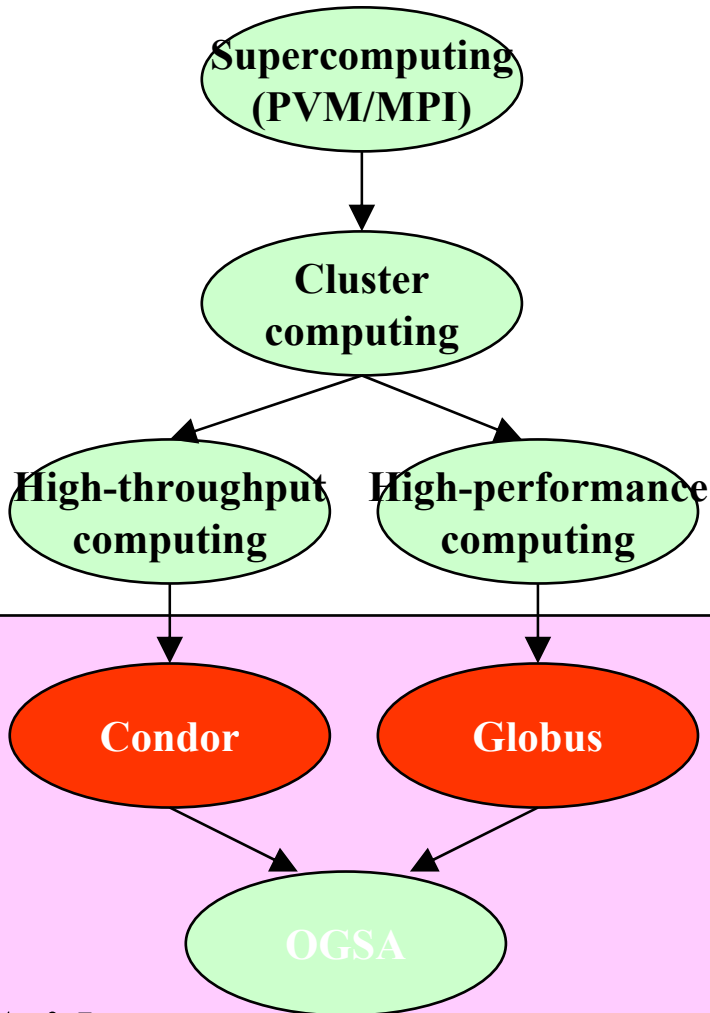 Supercomputing
(PVM/MPI)
Cluster
computing
High-throughput
computing
High-performance
computing
Condor
Globus
OGSA